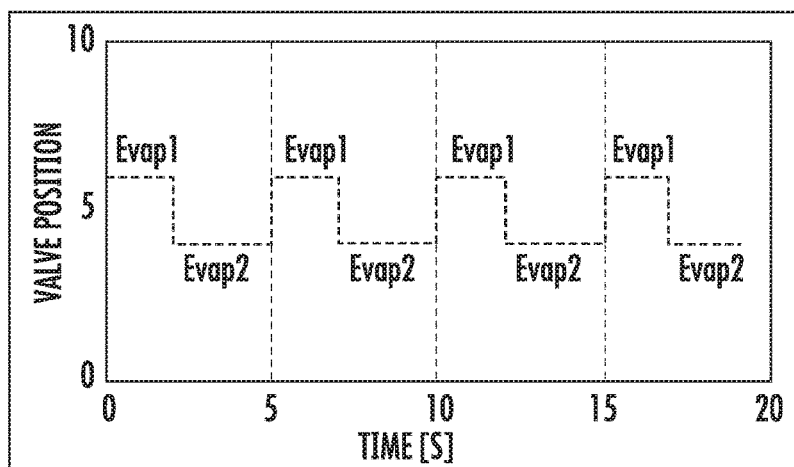 10
Evap1 Evap1 Evap1 Evap1
VALVE POSITION
5
Evap2 Evap2 Evap2 Evap2
0
0 5 10 15 20
TIME [S]